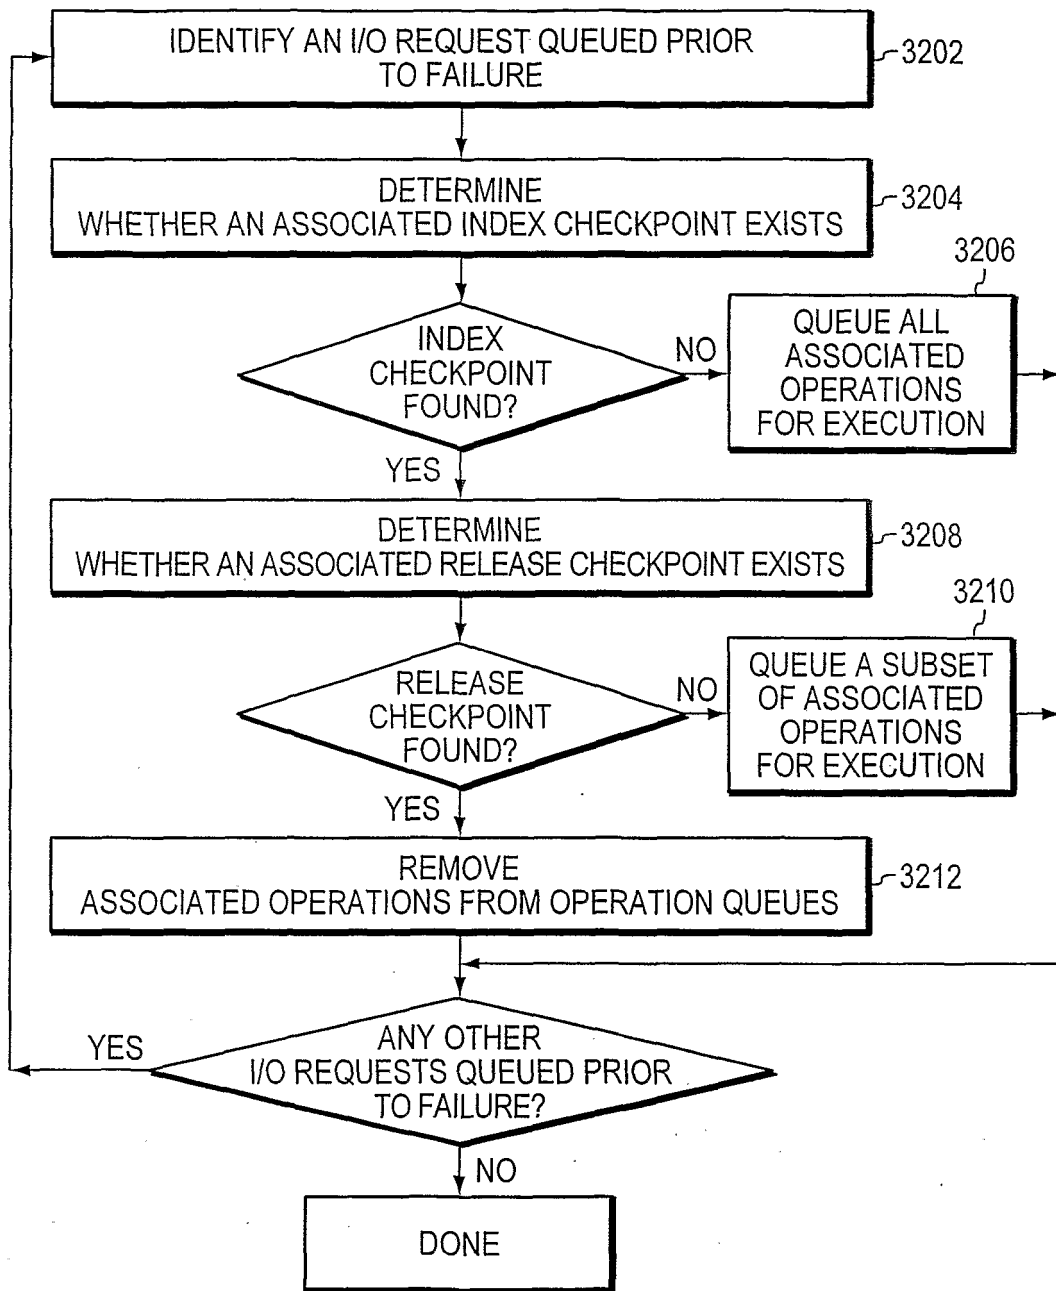 IDENTIFY AN I/O REQUEST QUEUED PRIOR
TO FAILURE
3202
DETERMINE
WHETHER AN ASSOCIATED INDEX CHECKPOINT EXISTS
3204
INDEX
CHECKPOINT
FOUND?
NO
3206
QUEUE ALL
ASSOCIATED
OPERATIONS
FOR EXECUTION
YES
DETERMINE
WHETHER AN ASSOCIATED RELEASE CHECKPOINT EXISTS
3208
RELEASE
CHECKPOINT
FOUND?
NO
3210
QUEUE A SUBSET
OF ASSOCIATED
OPERATIONS
FOR EXECUTION
YES
REMOVE
ASSOCIATED OPERATIONS FROM OPERATION QUEUES
3212
YES
ANY OTHER
I/O REQUESTS QUEUED PRIOR
TO FAILURE?
NO
DONE